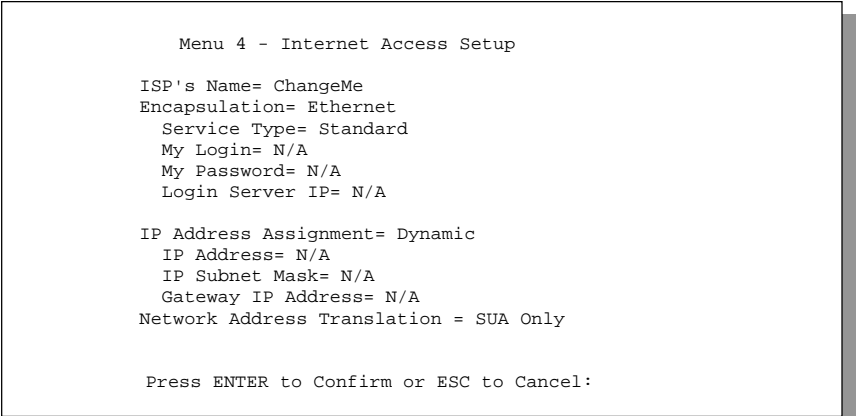 Menu 4 - Internet Access Setup
ISP's Name= ChangeMe
Encapsulation= Ethernet
Service Type= Standard
My Login= N/A
My Password= N/A
Login Server IP= N/A
IP Address Assignment= Dynamic
IP Address= N/A
IP Subnet Mask= N/A
Gateway IP Address= N/A
Network Address Translation = SUA Only
Press ENTER to Confirm or ESC to Cancel: